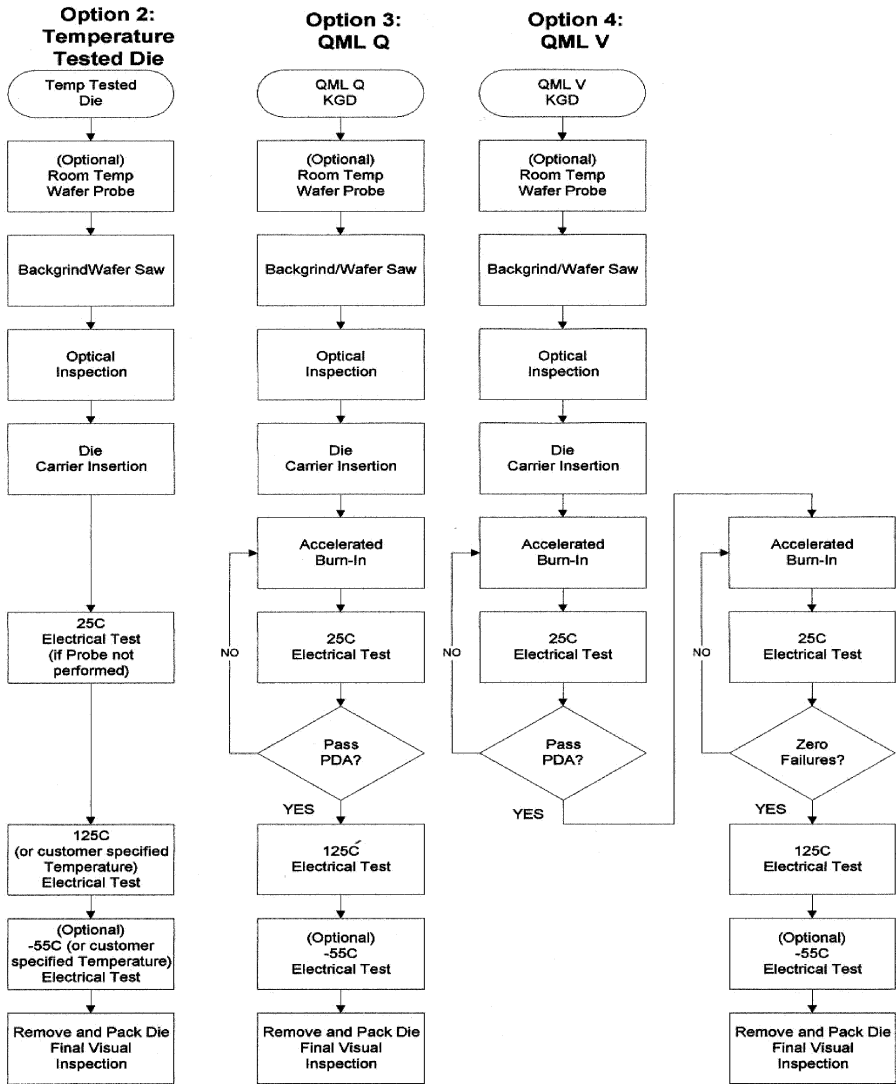 Option 2:
Temperature
Tested Die
Temp Tested
Die
(Optional)
Room Temp
Wafer Probe
BackgrindWafer Saw
Optical
Inspection
Die
Carrier Insertion
25C
Electrical Test
(if Probe not
performed)
125C
(or customer specified
Temperature)
Electrical Test
(Optional)
-55C (or customer
specified Temperature)
Electrical Test
Remove and Pack Die
Final Visual
Inspection
Option 3:
QML Q
QML Q
KGD
(Optional)
Room Temp
Wafer Probe
Backgrind/Wafer Saw
Optical
Inspection
Die
Carrier Insertion
Accelerated
Burn-In
25C
Electrical Test
NO
Pass
PDA?
YES
125C
Electrical Test
(Optional)
-55C
Electrical Test
Remove and Pack Die
Final Visual
Inspection
Option 4:
QML V
QML V
KGD
(Optional)
Room Temp
Wafer Probe
Backgrind/Wafer Saw
Optical
Inspection
Die
Carrier Insertion
Accelerated
Burn-In
25C
Electrical Test
NO
Pass
PDA?
YES
Accelerated
Burn-In
25C
Electrical Test
NO
Zero
Failures?
YES
125C
Electrical Test
(Optional)
-55C
Electrical Test
Remove and Pack Die
Final Visual
Inspection